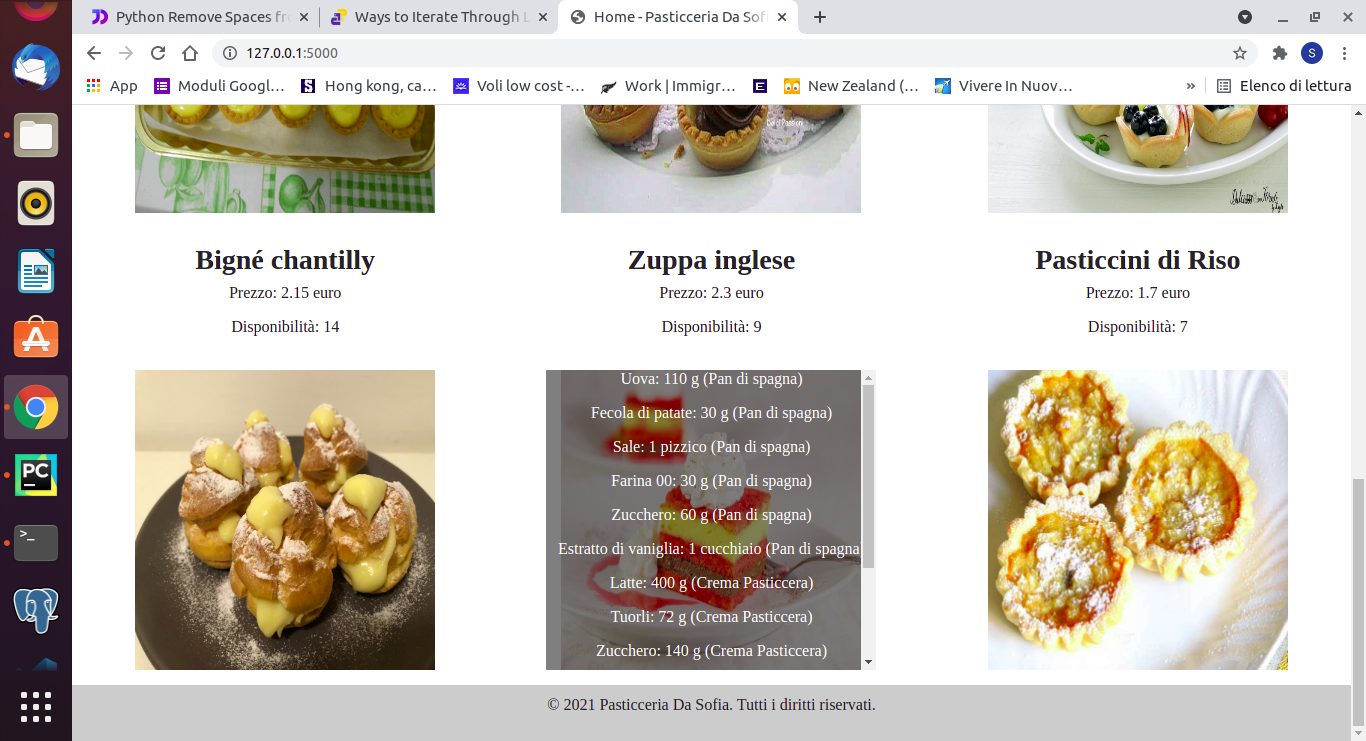 Python Remove Spaces fr
Ways to Iterate Through L
Home - Pasticceria Da Sofi
127.0.0.1:5000
S
App
Moduli Googl...
Hong kong, ca...
Voli low cost -...
Work | Immigr...
New Zealand (...
Vivere In Nuov...
»
Elenco di lettura
Bigné chantilly
Prezzo: 2.15 euro
Disponibilità: 14
Zuppa inglese
Prezzo: 2.3 euro
Disponibilità: 9
Pasticcini di Riso
Prezzo: 1.7 euro
Disponibilità: 7
Uova: 110 g (Pan di spagna)
Fecola di patate: 30 g (Pan di spagna)
Sale: 1 pizzico (Pan di spagna)
Farina 00: 30 g (Pan di spagna)
Zucchero: 60 g (Pan di spagna)
Estratto di vaniglia: 1 cucchiaio (Pan di spagna)
Latte: 400 g (Crema Pasticcera)
Tuorli: 72 g (Crema Pasticcera)
Zucchero: 140 g (Crema Pasticcera)
© 2021 Pasticceria Da Sofia. Tutti i diritti riservati.
PC
>_